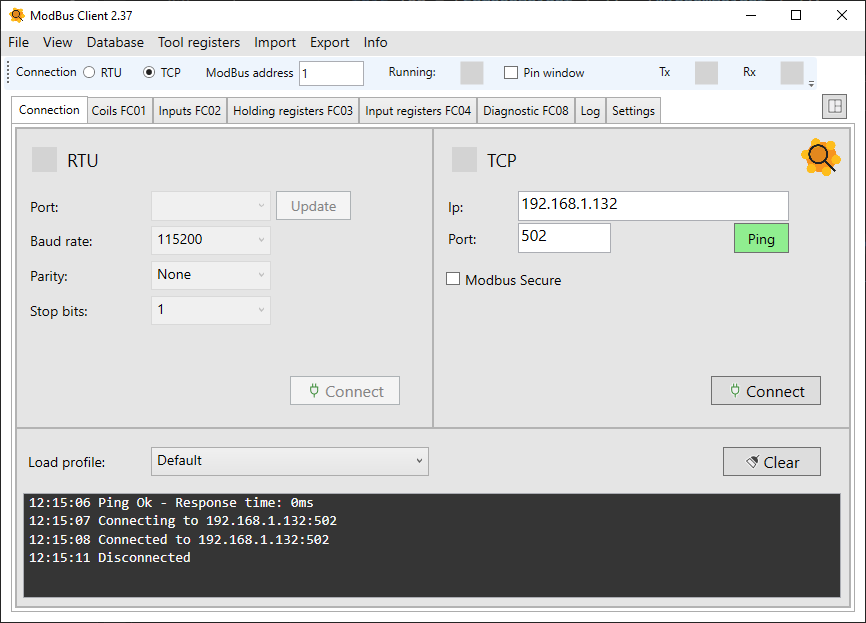 ModBus Client 2.37
File View Database Tool registers Import Export Info
Connection RTU TCP ModBus address 1 Running: Pin window Tx Rx
Connection Coils FC01 Inputs FC02 Holding registers FC03 Input registers FC04 Diagnostic FC08 Log Settings
RTU
Port:
Update
Baud rate: 115200
Parity: None
Stop bits: 1
Connect
TCP
Ip: 192.168.1.132
Port: 502
Ping
Modbus Secure
Connect
Load profile: Default
Clear
12:15:06 Ping Ok - Response time: 0ms
12:15:07 Connecting to 192.168.1.132:502
12:15:08 Connected to 192.168.1.132:502
12:15:11 Disconnected